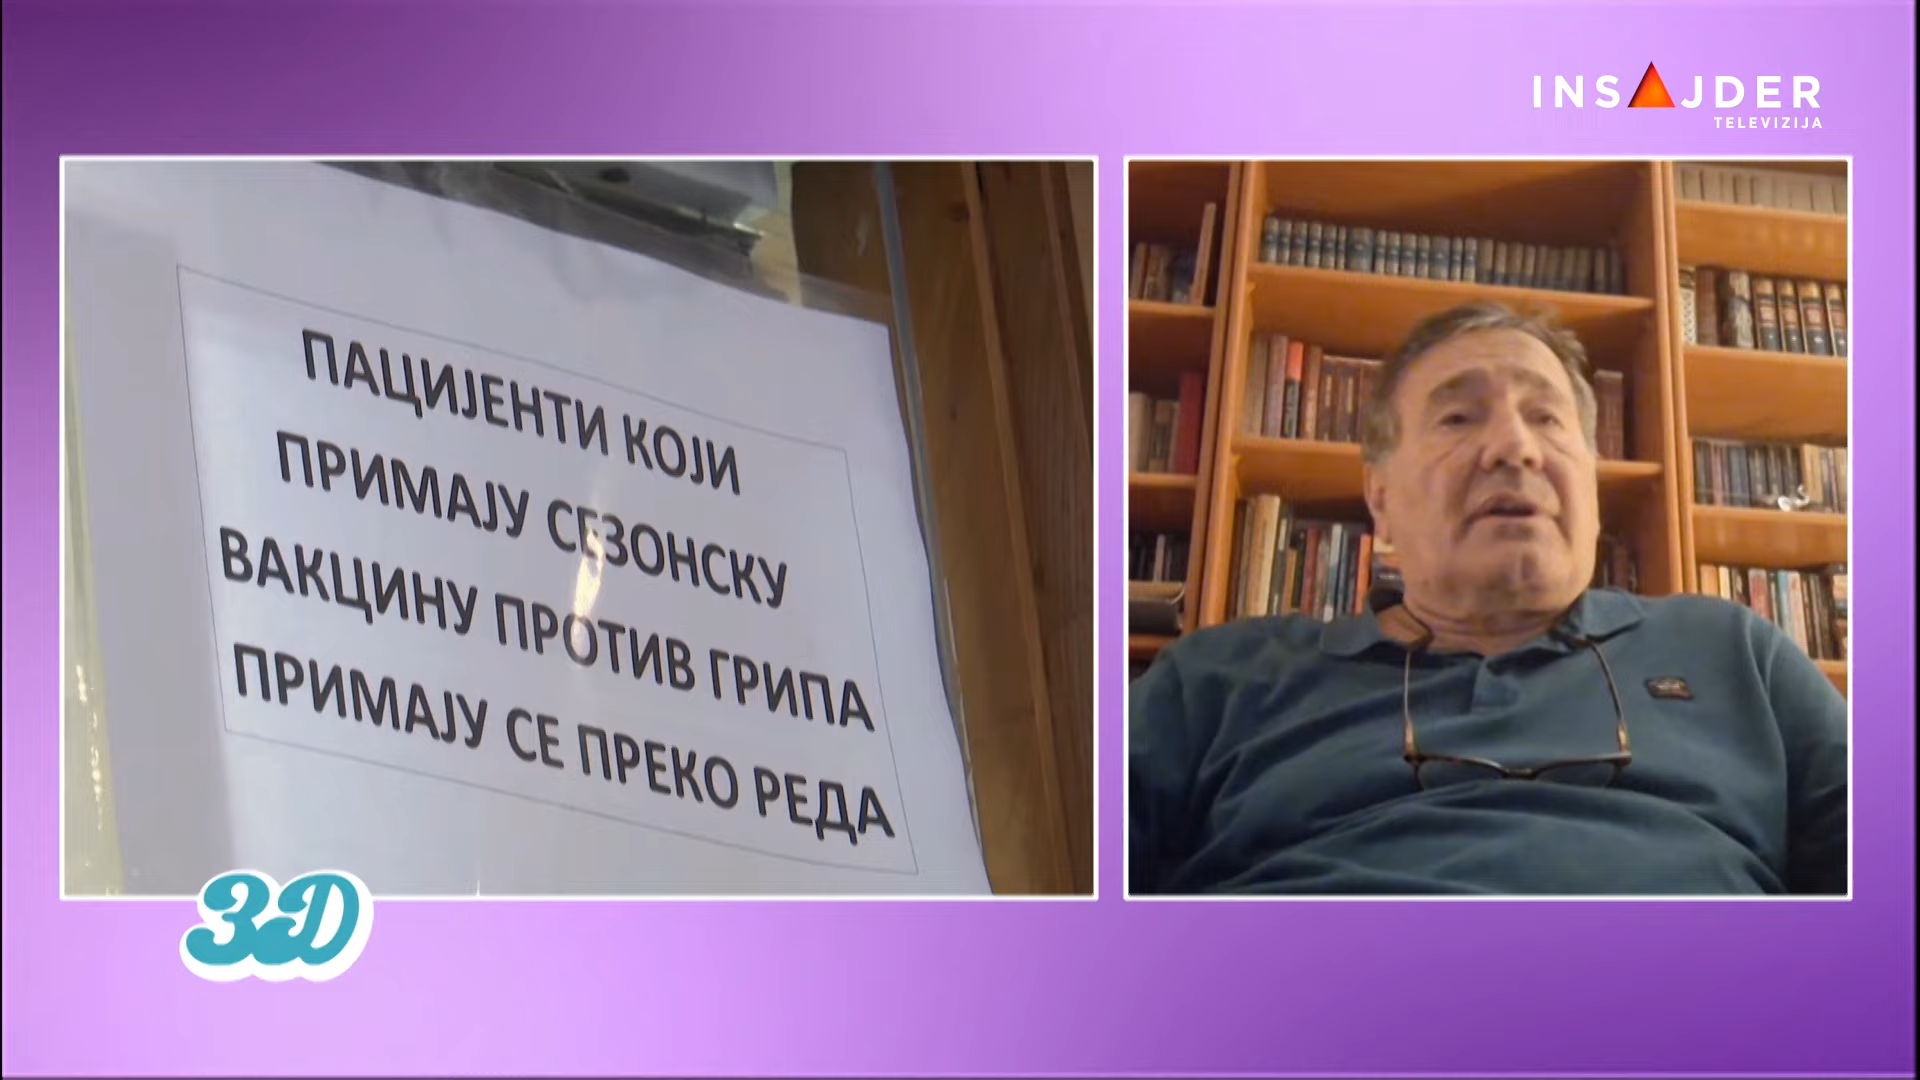 INSAJDER
TELEVIZIJA
ПАЦИЈЕНТИ КОЈИ
ПРИМАЈУ СЕЗОНСКУ
ВАКЦИНУ ПРОТИВ ГРИПА
ПРИМАЈУ СЕ ПРЕКО РЕДА
3D